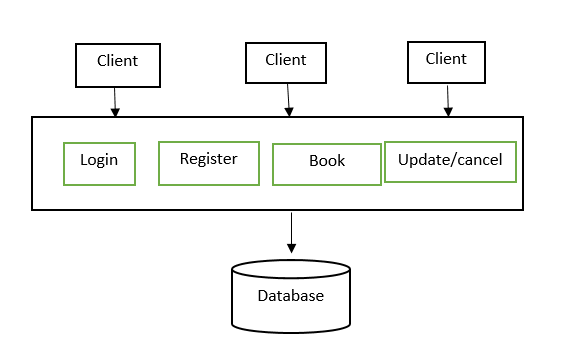 Client
Client
Client
Login
Register
Book
Update/cancel
Database